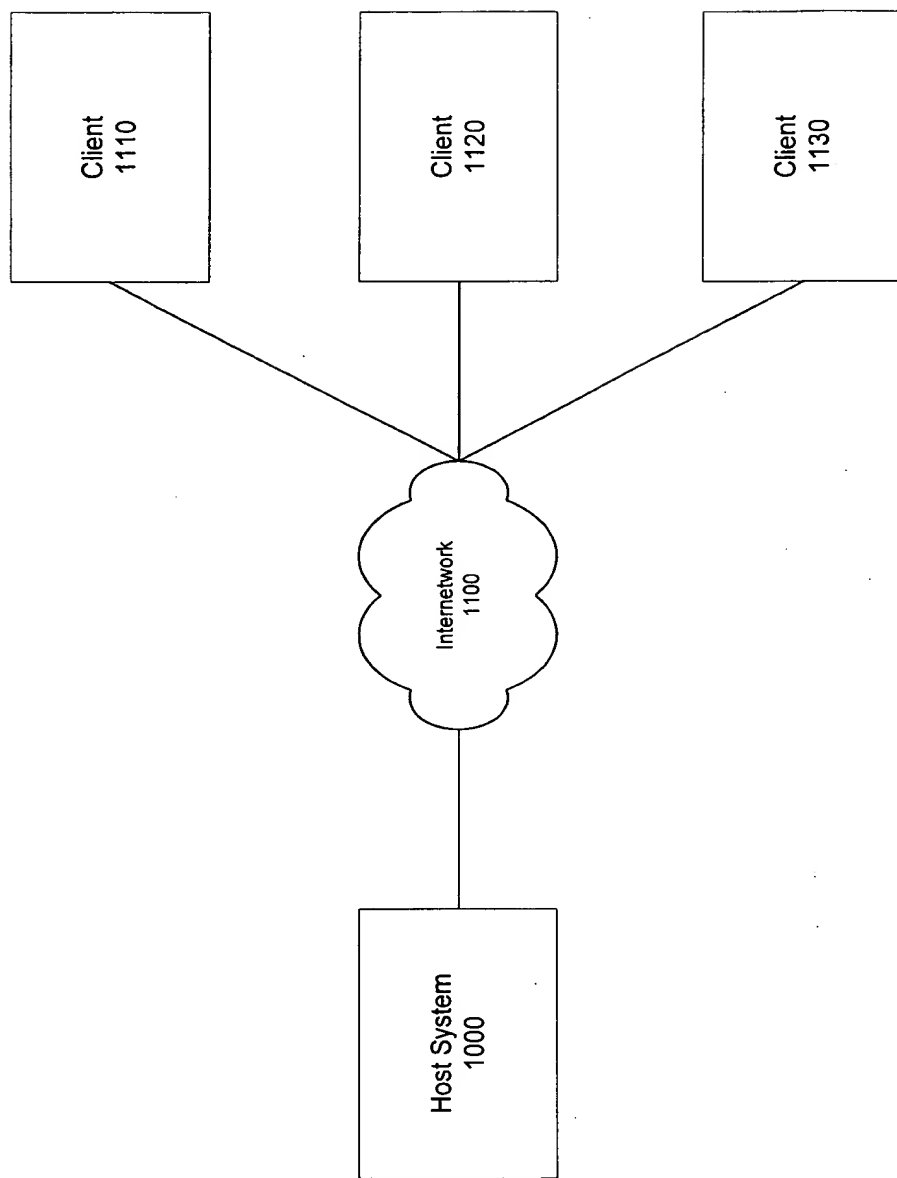 Client
1110
Client
1120
Client
1130
Internetwork
1100
Host System
1000